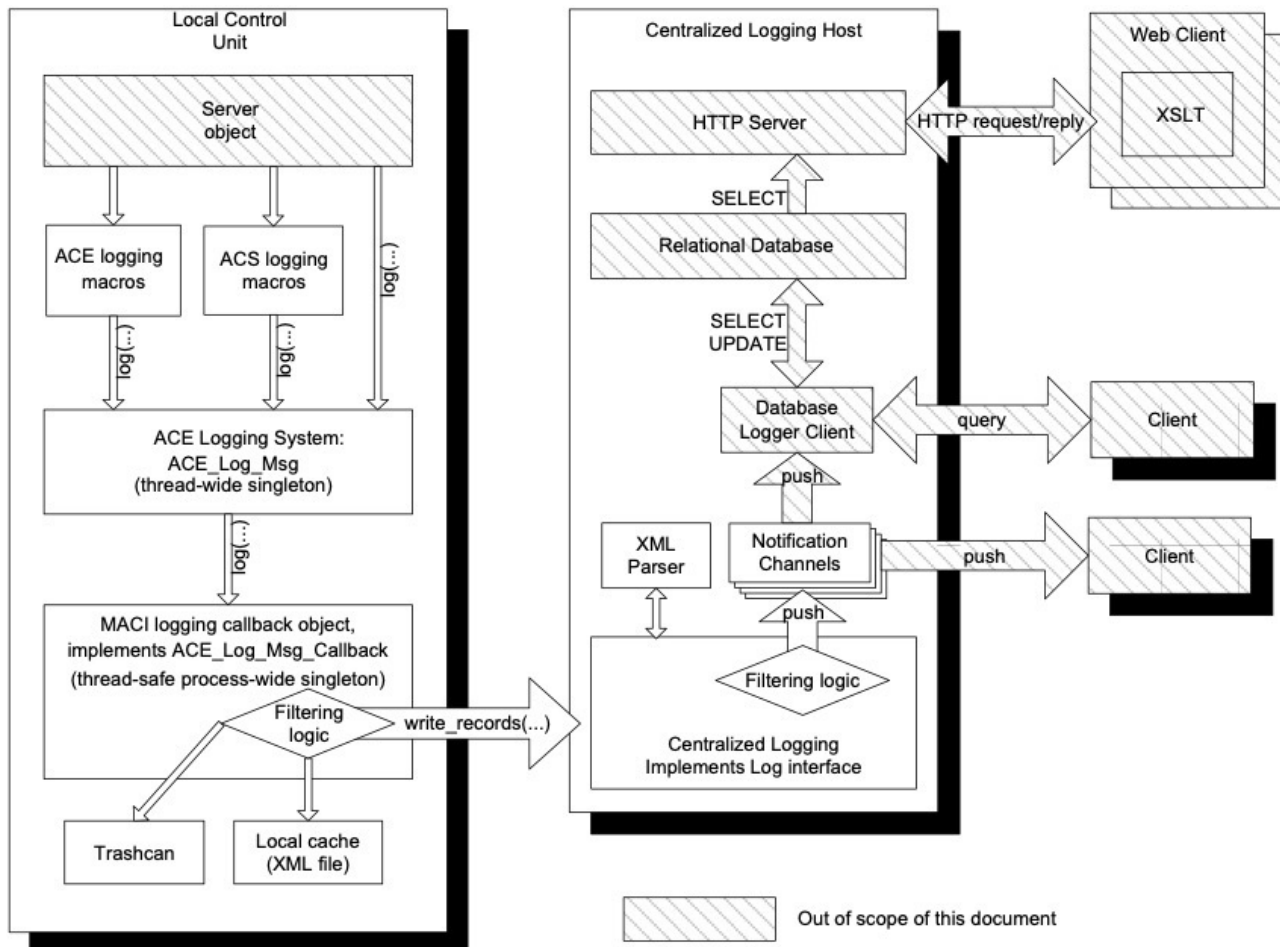 Local Control
Unit
Server
object
ACE logging
macros
ACS logging
macros
log(...)
log(...)
log(...)
ACE Logging System:
ACE_Log_Msg
(thread-wide singleton)
log(...)
MACI logging callback object,
implements ACE_Log_Msg_Callback
(thread-safe process-wide singleton)
Filtering
logic
write_records(...)
Trashcan
Local cache
(XML file)
Centralized Logging Host
HTTP Server
HTTP request/reply
Web Client
XSLT
SELECT
Relational Database
SELECT
UPDATE
Database
Logger Client
query
Client
push
XML
Parser
Notification
Channels
push
Client
push
Filtering logic
Centralized Logging
Implements Log interface
Out of scope of this document